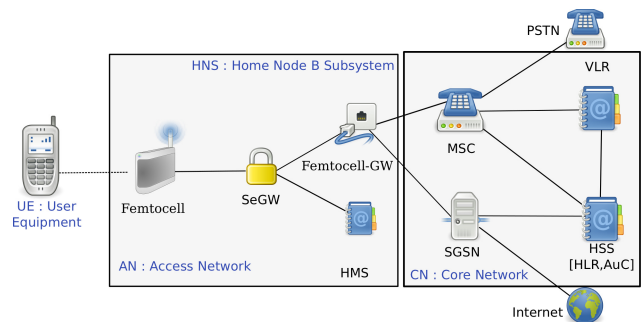 PSTN
HNS : Home Node B Subsystem
VLR
MSC
Femtocell-GW
SeGW
UE : User
Equipment
Femtocell
SGSN
HSS
[HLR,AuC]
AN : Access Network
HMS
CN : Core Network
Internet